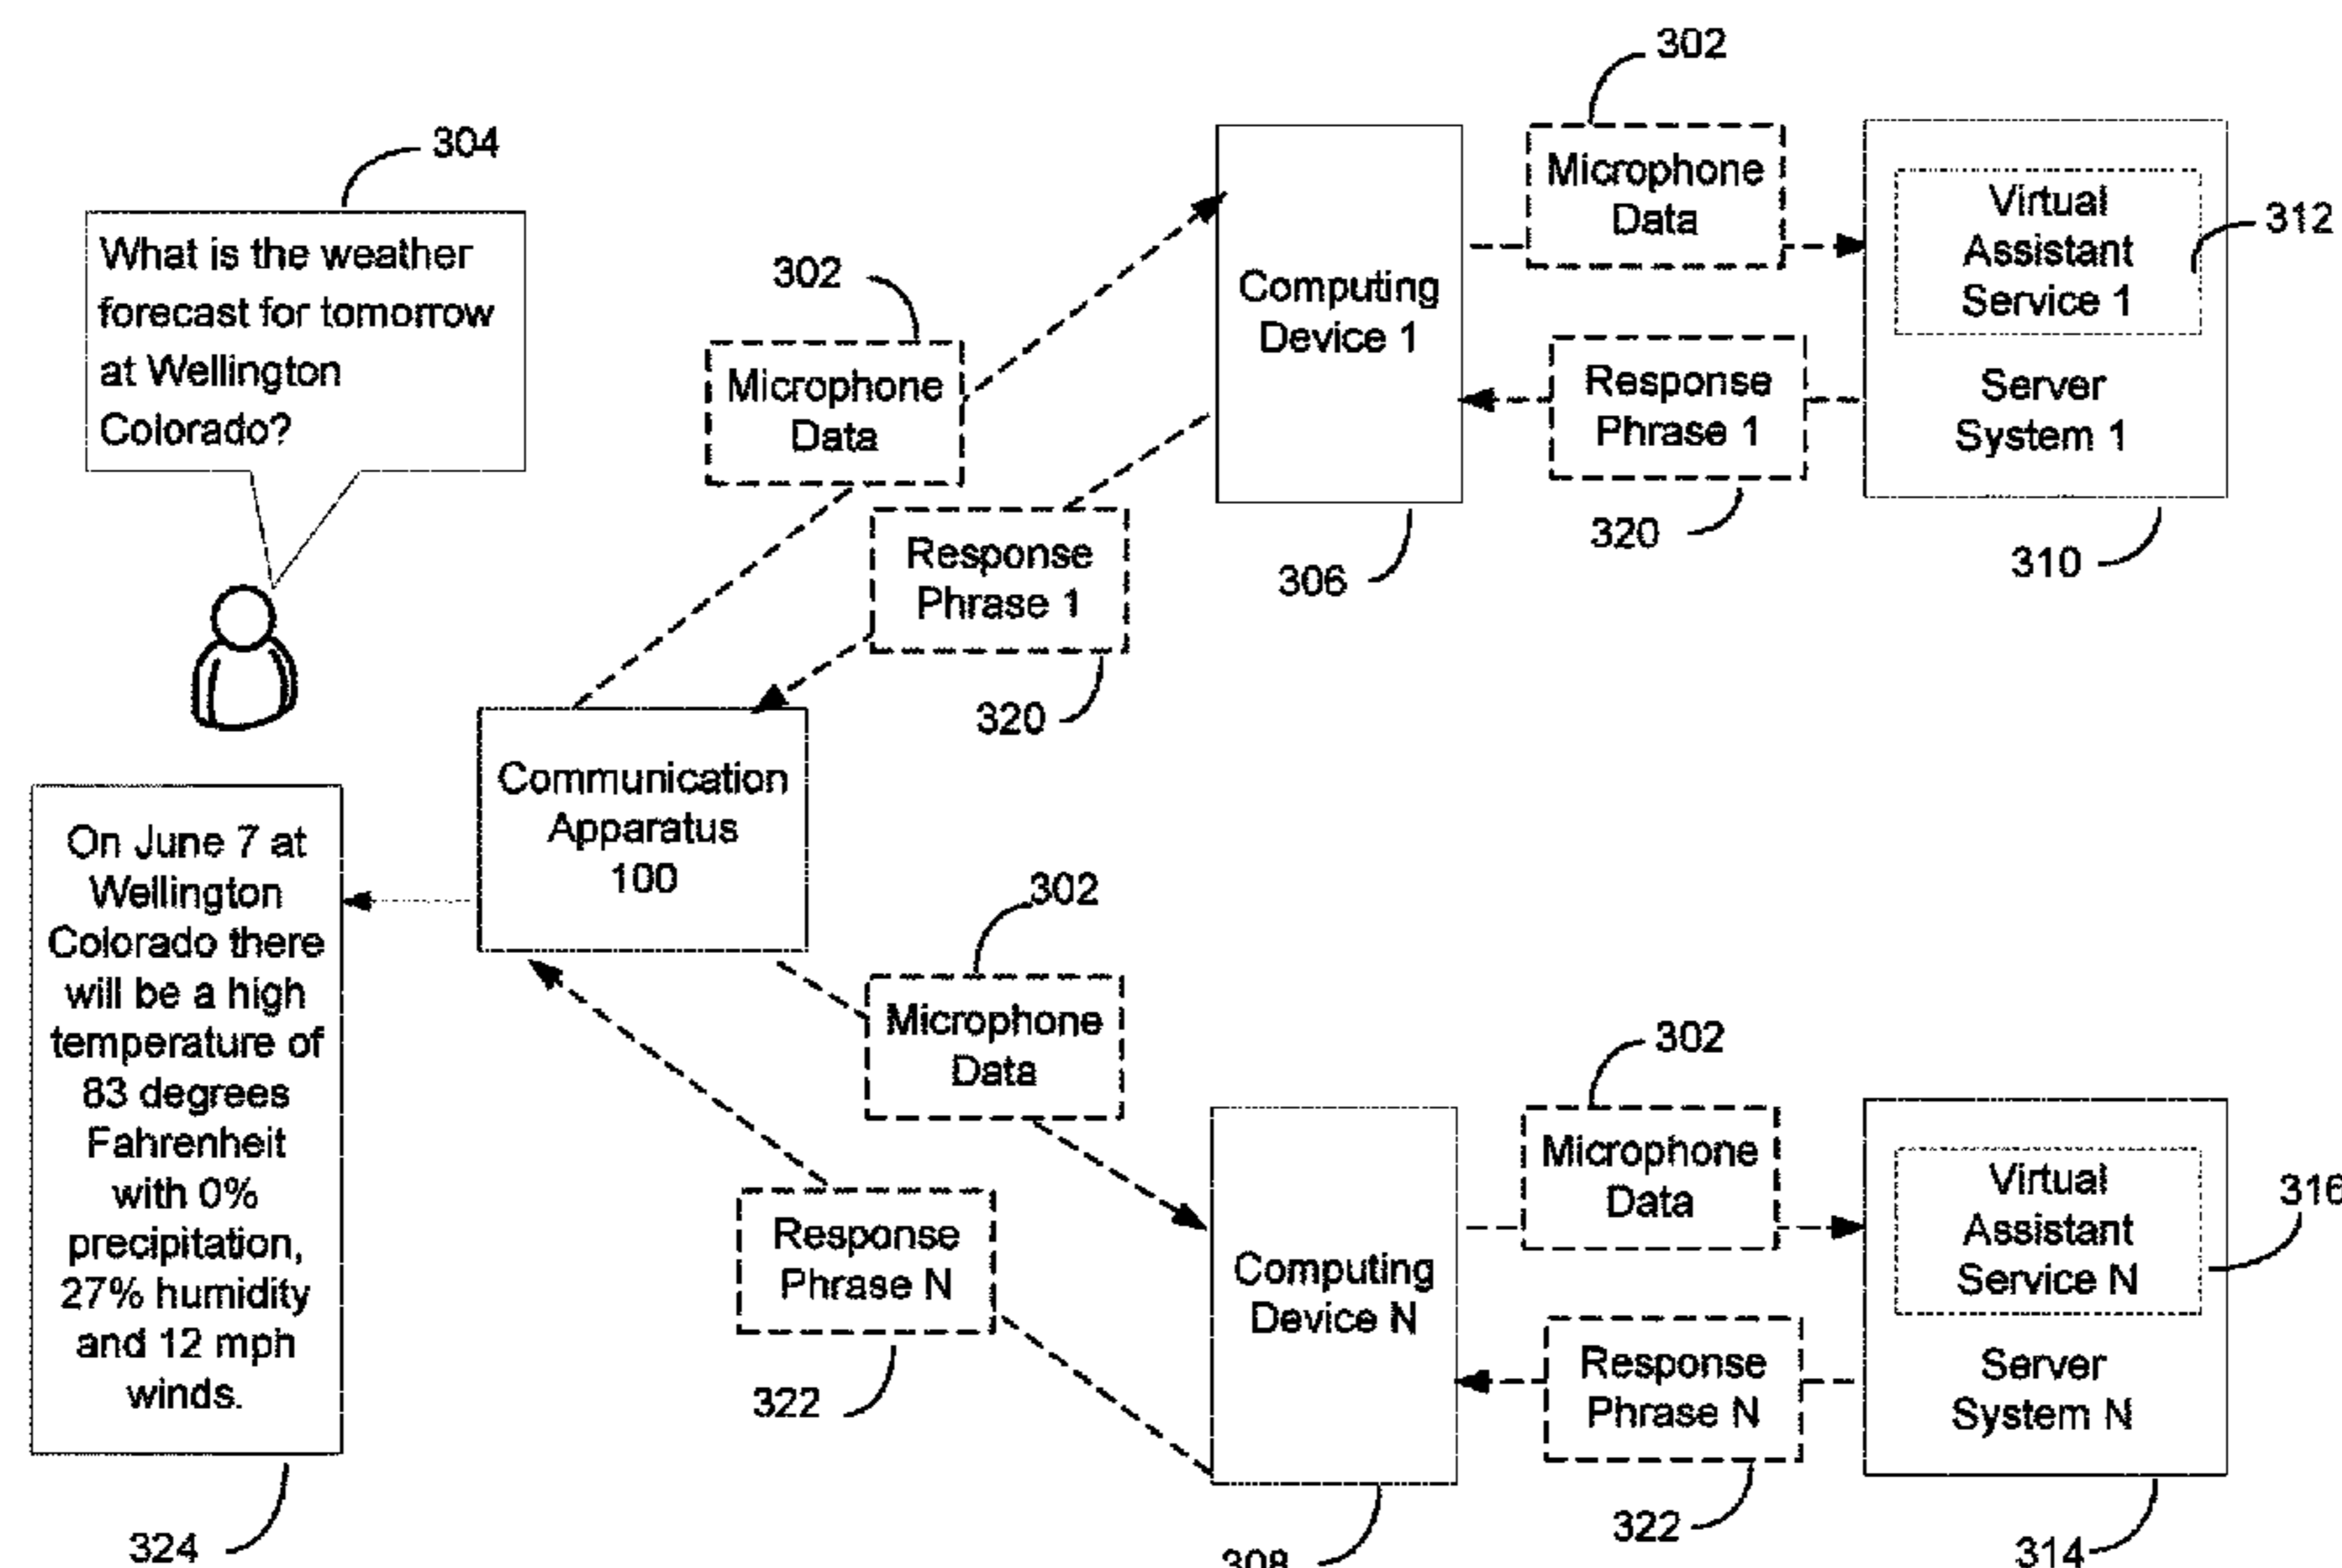 302
304
Microphone
Data
Virtual
Assistant
Service 1
312
What is the weather
forecast for tomorrow
at Wellington
Colorado?
302
Computing
Device 1
Microphone
Data
Response
Phrase 1
Server
System 1
320
310
306
Response
Phrase 1
320
Communication
Apparatus
100
On June 7 at
Wellington
Colorado there
will be a high
temperature of
83 degrees
Fahrenheit
with 0%
precipitation,
27% humidity
and 12 mph
winds.
324
302
Microphone
Data
302
Microphone
Data
Virtual
Assistant
Service N
316
Response
Phrase N
322
Computing
Device N
Response
Phrase N
Server
System N
322
314
308